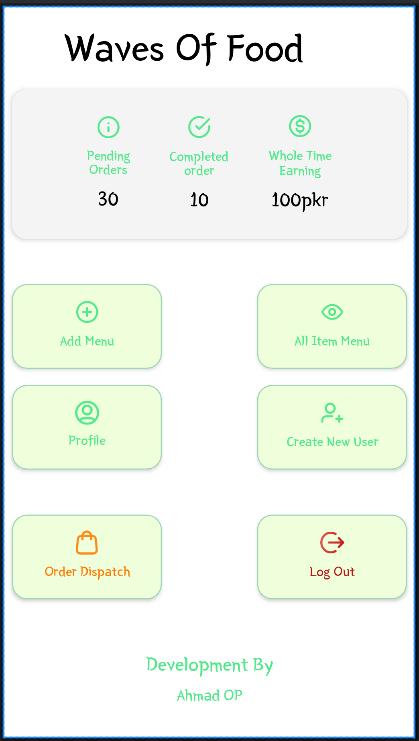 Waves Of Food
Pending
Orders
30
Completed
order
10
Whole Time
Earning
100pkr
Add Menu
All Item Menu
Profile
Create New User
Order Dispatch
Log Out
Development By
Ahmad OP